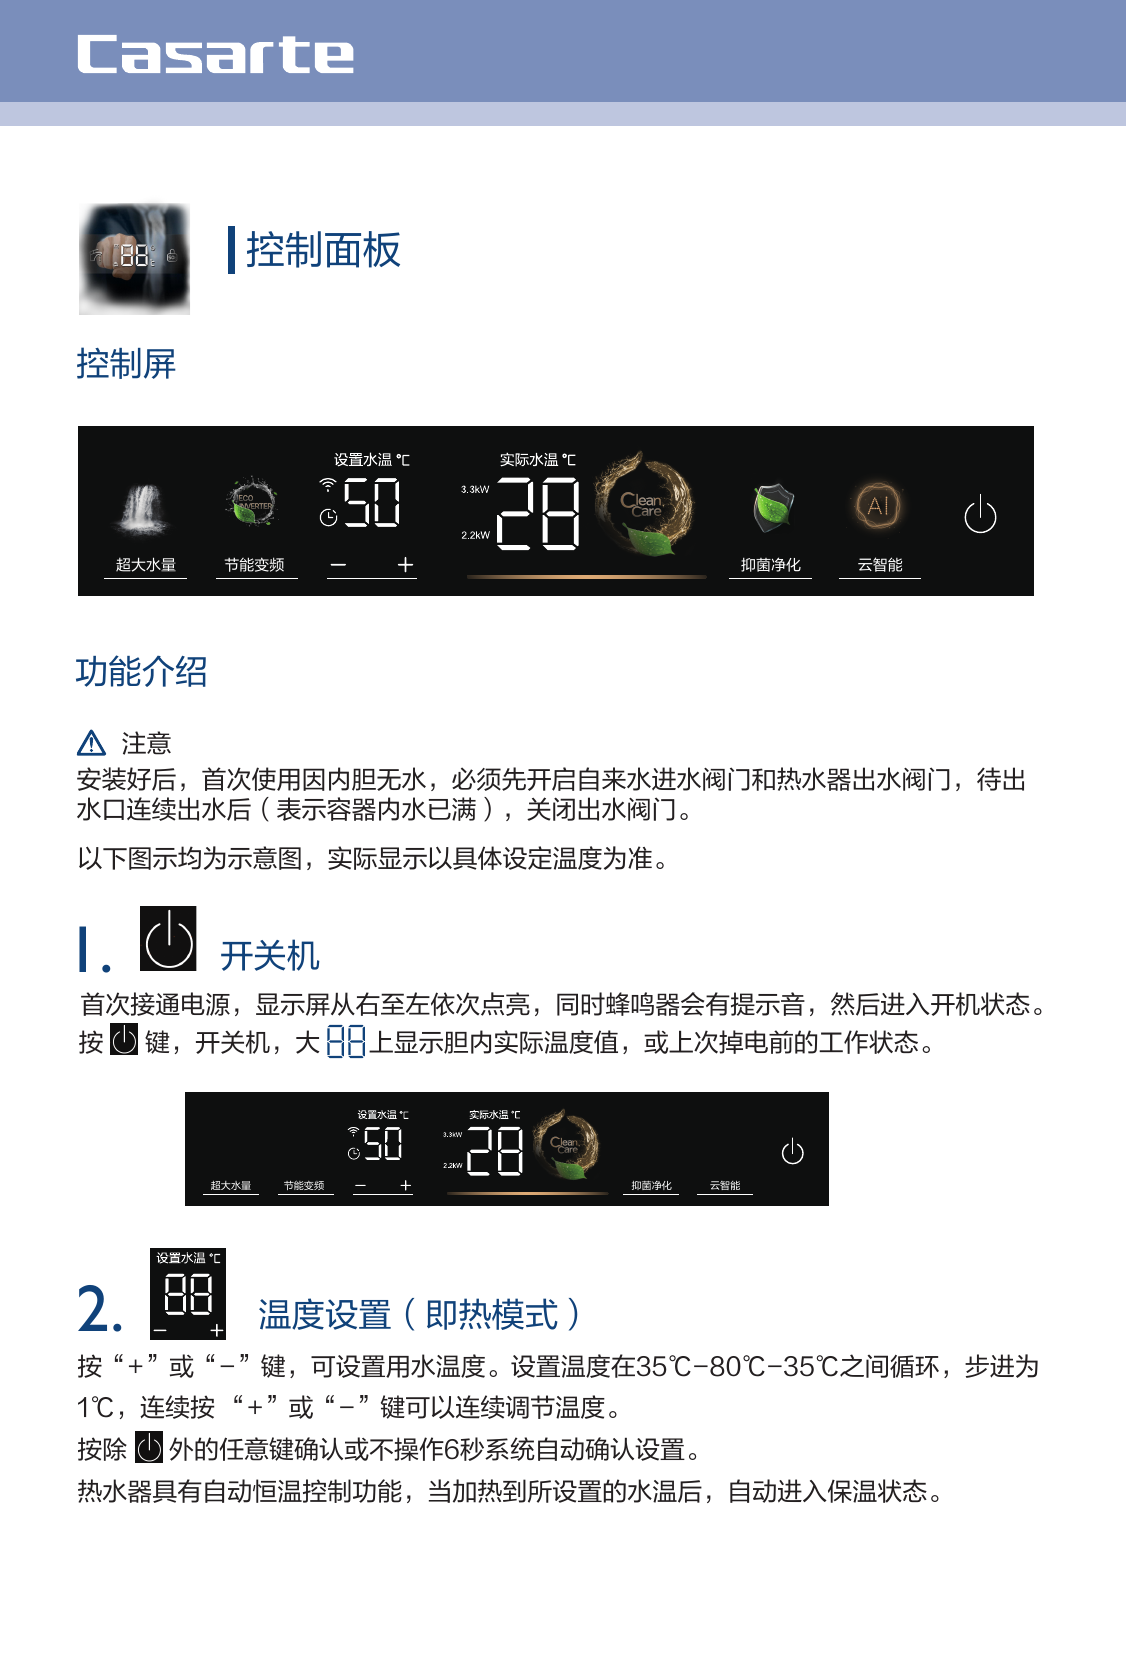 Casarte
88
控制面板
控制屏
设置水温 ℃
实际水温 ℃
50
3.3kW
2.2kW
28
ECO
INVERTER
Clean
Care
AI
超大水量
节能变频
− +
抑菌净化
云智能
功能介绍
注意
安装好后，首次使用因内胆无水，必须先开启自来水进水阀门和热水器出水阀门，待出
水口连续出水后（表示容器内水已满），关闭出水阀门。
以下图示均为示意图，实际显示以具体设定温度为准。
1. 开关机
首次接通电源，显示屏从右至左依次点亮，同时蜂鸣器会有提示音，然后进入开机状态。
按 键，开关机，大 88 上显示胆内实际温度值，或上次掉电前的工作状态。
设置水温 ℃
实际水温 ℃
50
3.3kW
2.2kW
28
Clean
Care
超大水量
节能变频
− +
抑菌净化
云智能
设置水温 ℃
88
− +
2. 温度设置（即热模式）
按“+”或“−”键，可设置用水温度。设置温度在35℃−80℃−35℃之间循环，步进为
1℃，连续按 “+”或“−”键可以连续调节温度。
按除 外的任意键确认或不操作6秒系统自动确认设置。
热水器具有自动恒温控制功能，当加热到所设置的水温后，自动进入保温状态。